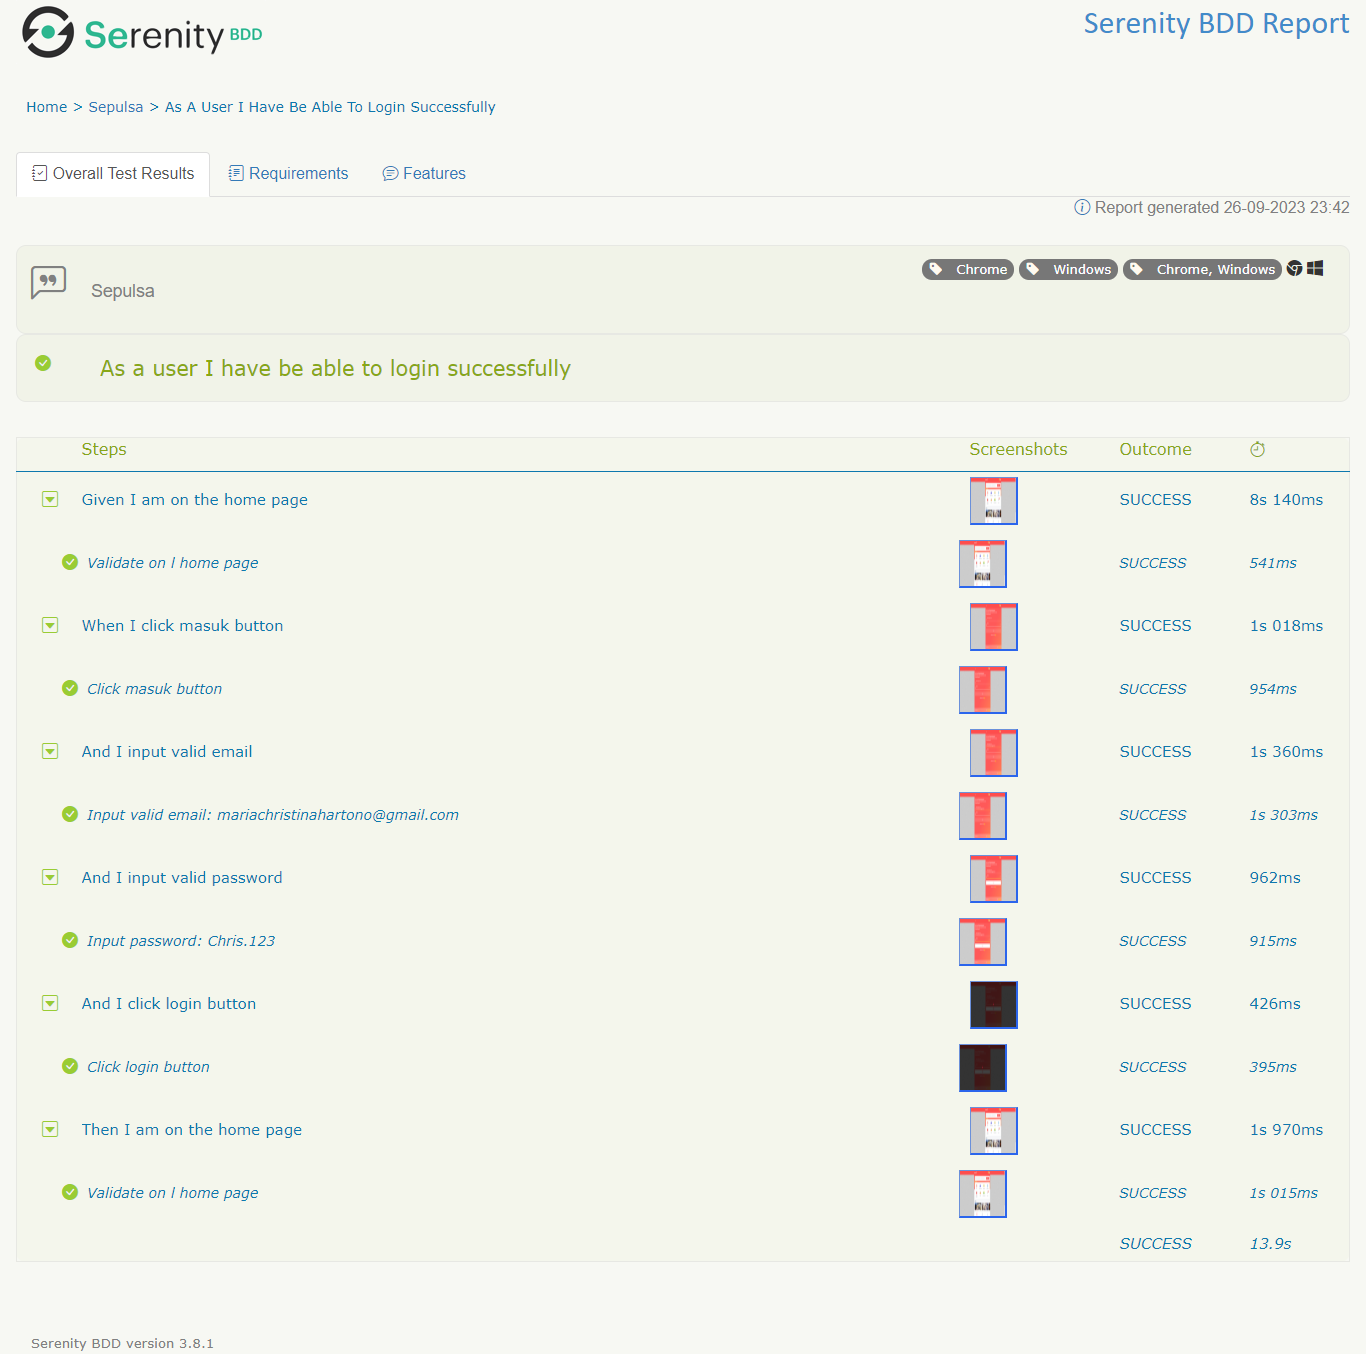 Serenity BDD
Serenity BDD Report
Home > Sepulsa > As A User I Have Be Able To Login Successfully
Overall Test Results
Requirements
Features
Report generated 26-09-2023 23:42
Sepulsa
Chrome
Windows
Chrome, Windows
As a user I have be able to login successfully
Steps Screenshots Outcome
Given I am on the home page SUCCESS 8s 140ms
Validate on l home page SUCCESS 541ms
When I click masuk button SUCCESS 1s 018ms
Click masuk button SUCCESS 954ms
And I input valid email SUCCESS 1s 360ms
Input valid email: mariachristinahartono@gmail.com SUCCESS 1s 303ms
And I input valid password SUCCESS 962ms
Input password: Chris.123 SUCCESS 915ms
And I click login button SUCCESS 426ms
Click login button SUCCESS 395ms
Then I am on the home page SUCCESS 1s 970ms
Validate on l home page SUCCESS 1s 015ms
SUCCESS 13.9s
Serenity BDD version 3.8.1